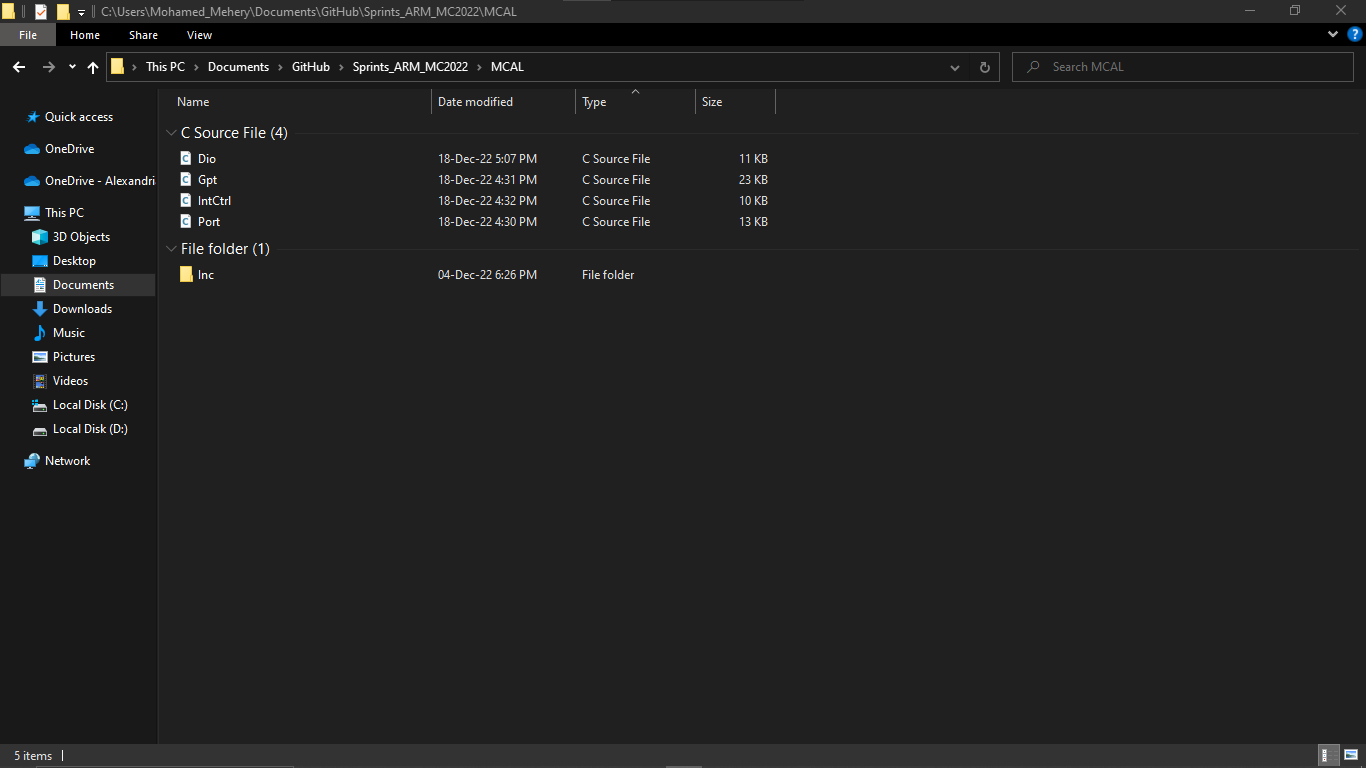 C:\Users\Mohamed_Mehery\Documents\GitHub\Sprints_ARM_MC2022\MCAL
File Home Share View
This PC Documents GitHub Sprints_ARM_MC2022 MCAL Search MCAL
Name Date modified Type Size
Quick access
OneDrive
OneDrive - Alexandri
This PC
3D Objects
Desktop
Documents
Downloads
Music
Pictures
Videos
Local Disk (C:)
Local Disk (D:)
Network
C Source File (4)
Dio 18-Dec-22 5:07 PM C Source File 11 KB
Gpt 18-Dec-22 4:31 PM C Source File 23 KB
IntCtrl 18-Dec-22 4:32 PM C Source File 10 KB
Port 18-Dec-22 4:30 PM C Source File 13 KB
File folder (1)
Inc 04-Dec-22 6:26 PM File folder
5 items